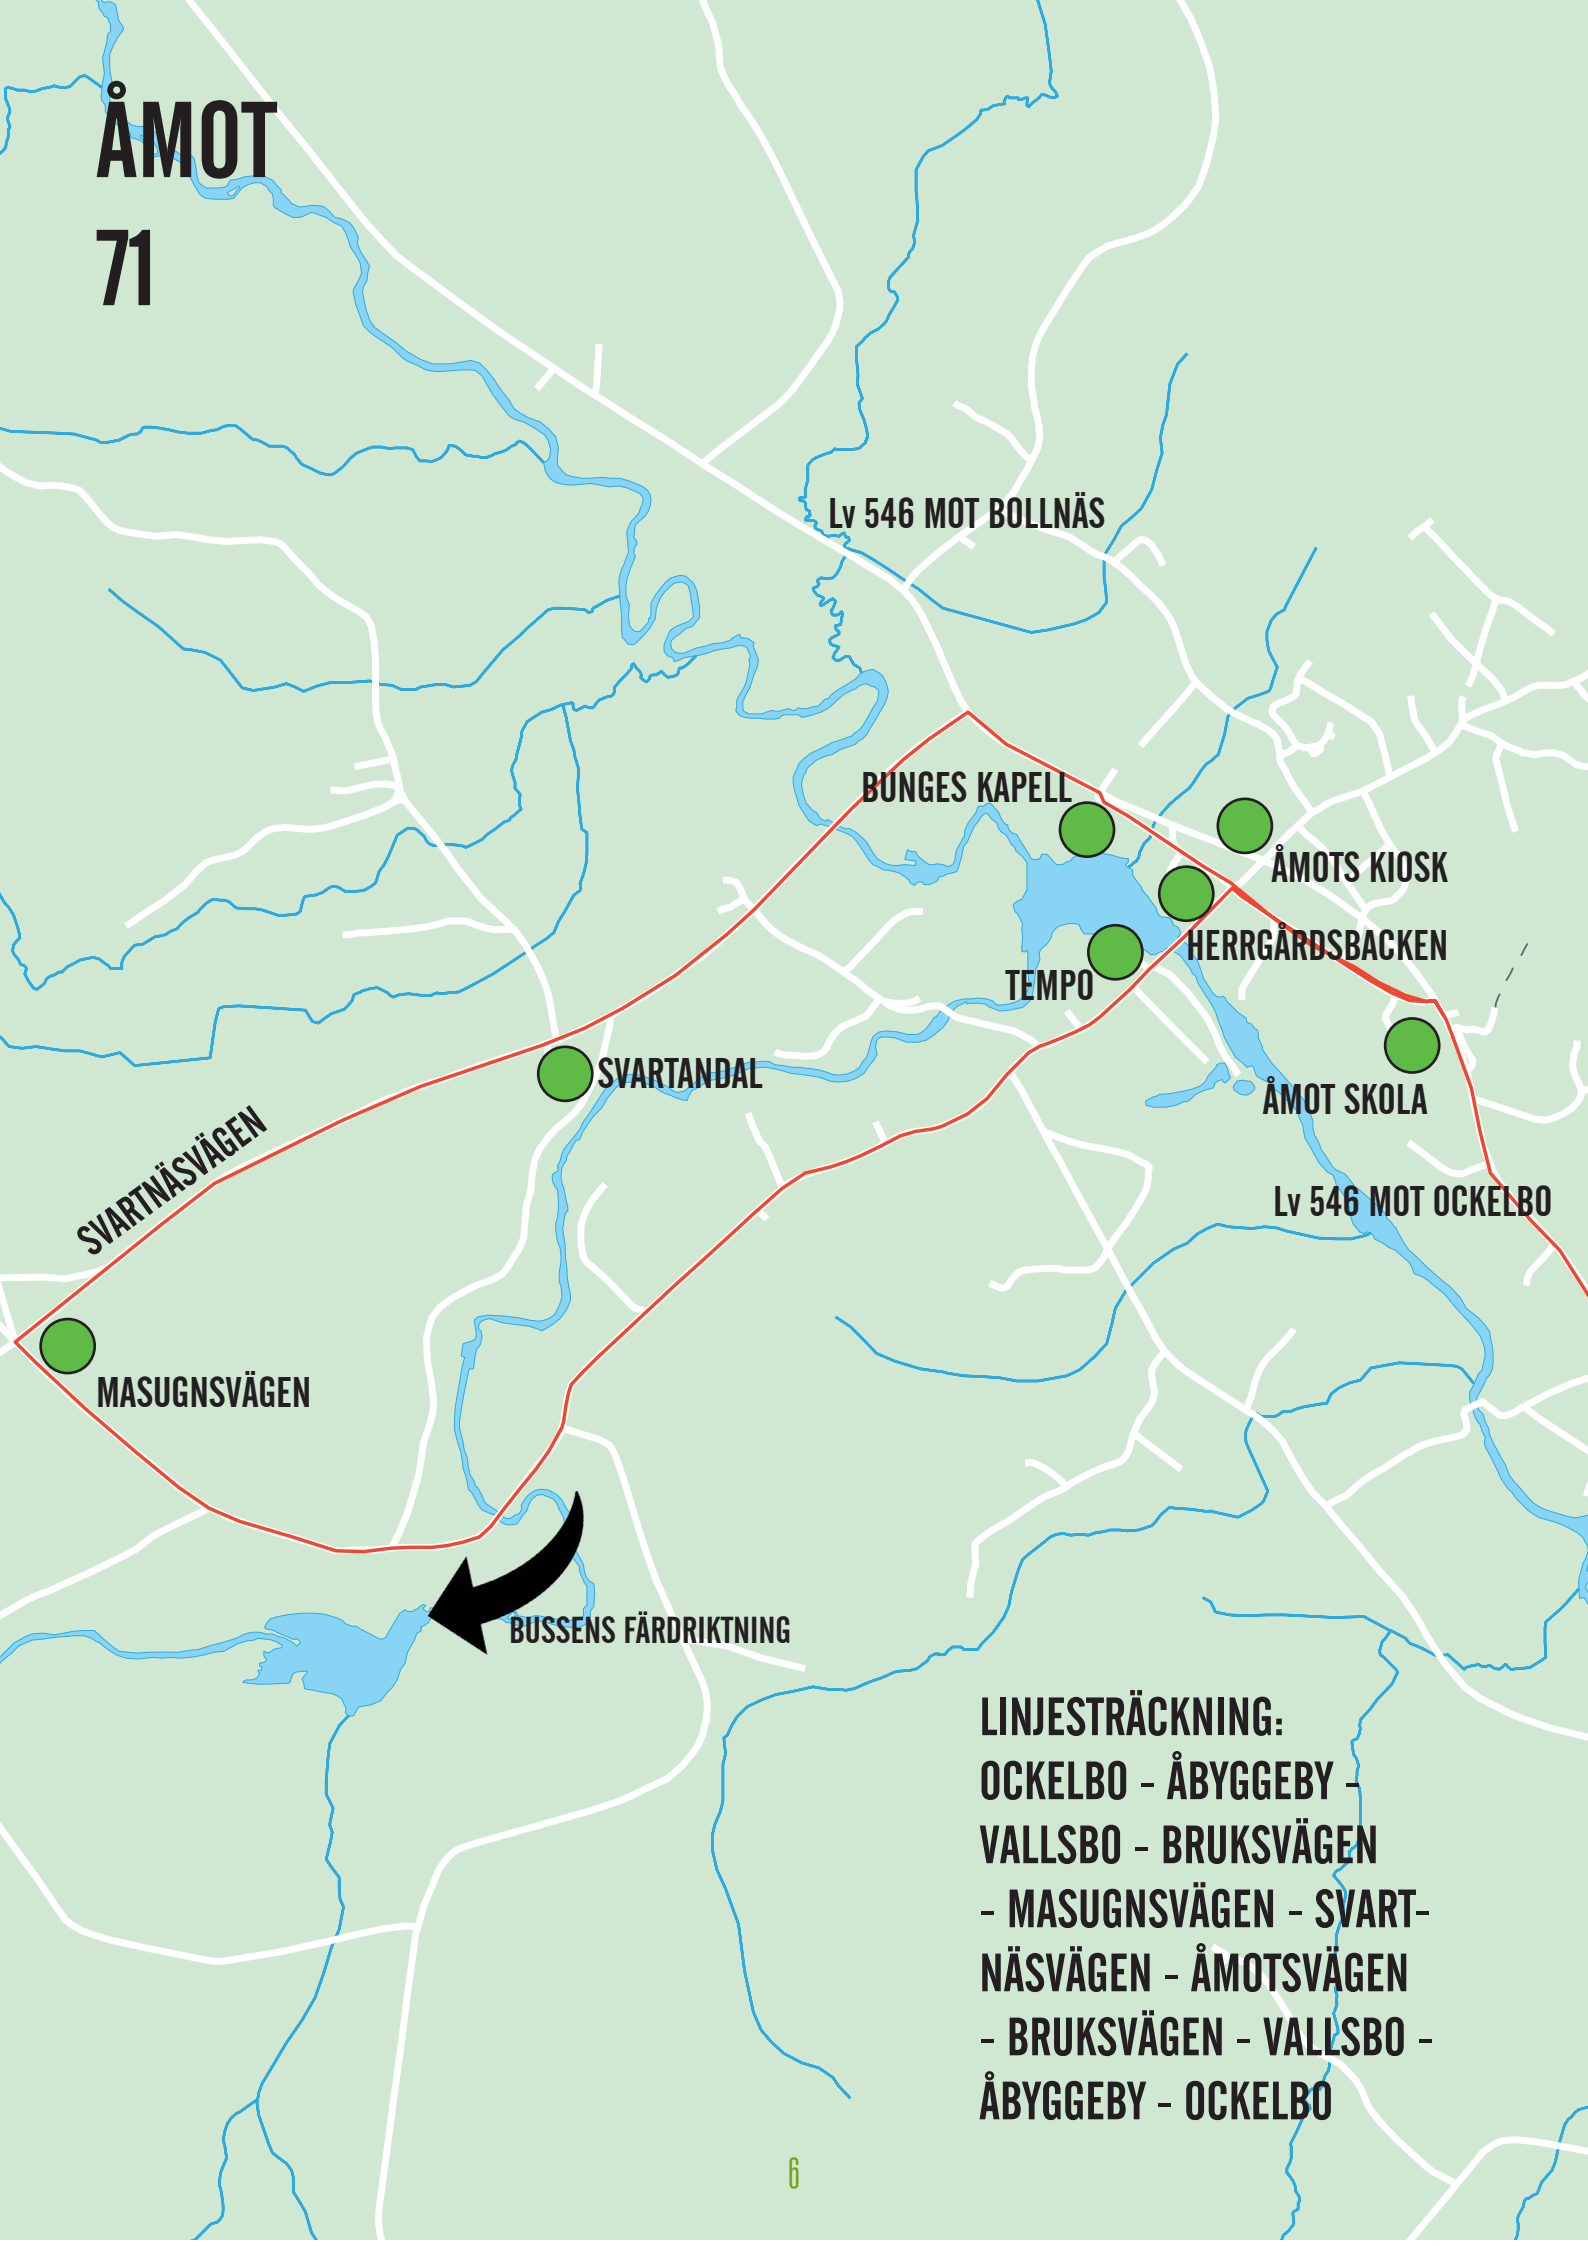 ÅMOT
71
Lv 546 MOT BOLLNÄS
BUNGES KAPELL
ÅMOTS KIOSK
HERRGÅRDSBACKEN
TEMPO
SVARTANDAL
ÅMOT SKOLA
SVARTNÄSVÄGEN
Lv 546 MOT OCKELBO
MASUGNSVÄGEN
BUSSENS FÄRDRIKTNING
LINJESTRÄCKNING:
OCKELBO – ÅBYGGEBY –
VALLSBO – BRUKSVÄGEN
– MASUGNSVÄGEN – SVART-
NÄSVÄGEN – ÅMOTSVÄGEN
– BRUKSVÄGEN – VALLSBO –
ÅBYGGEBY – OCKELBO
6